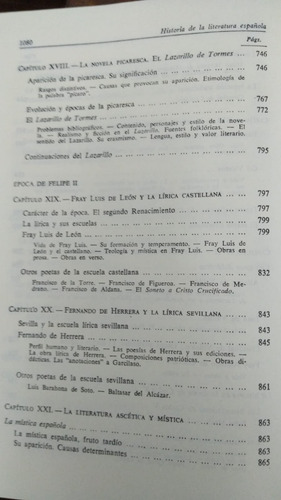 1080 Historia de la literatura española
Págs.
CAPÍTULO XVIII. — LA NOVELA PICARESCA. EL Lazarillo de Tormes ... 746
Aparición de la picaresca. Su significación ... 746
Rasgos distintivos. — Causas que provocan su aparición. Etimología de
la palabra "pícaro".
Evolución y épocas de la picaresca ... 767
El Lazarillo de Tormes ... 772
Problemas bibliográficos. — Contenido, personajes y estilo de la nove-
la. — Realismo y ficción en el Lazarillo. Fuentes folklóricas. — El
sentido del Lazarillo. Su erasmismo. — Lengua, estilo y valor literario.
Continuaciones del Lazarillo ... 795
EPOCA DE FELIPE II
CAPÍTULO XIX. — FRAY LUIS DE LEÓN Y LA LÍRICA CASTELLANA ... 797
Carácter de la época. El segundo Renacimiento ... 797
La lírica y sus escuelas ... 799
Fray Luis de León ... 799
Vida de Fray Luis. — Su formación y temperamento. — Fray Luis de
León y el castellano. — Teología y mística en Fray Luis. — Obras en
prosa. — Obras en verso.
Otros poetas de la escuela castellana ... 832
Francisco de la Torre. — Francisco de Figueroa. — Francisco de Me-
drano. — Francisco de Aldana. — El Soneto a Cristo Crucificado.
CAPÍTULO XX. — FERNANDO DE HERRERA Y LA LÍRICA SEVILLANA ... 843
Sevilla y la escuela lírica sevillana ... 843
Fernando de Herrera ... 845
Perfil humano y literario. — Las poesías de Herrera y sus ediciones. —
La obra lírica de Herrera. — Composiciones patrióticas. — Obras di-
dácticas: Las "anotaciones" a Garcilaso.
Otros poetas de la escuela sevillana ... 861
Luis Barahona de Soto. — Baltasar del Alcázar.
CAPÍTULO XXI. — LA LITERATURA ASCÉTICA Y MÍSTICA ... 863
La mística española ... 863
La mística española, fruto tardío ... 863
Su aparición. Causas determinantes ... 865